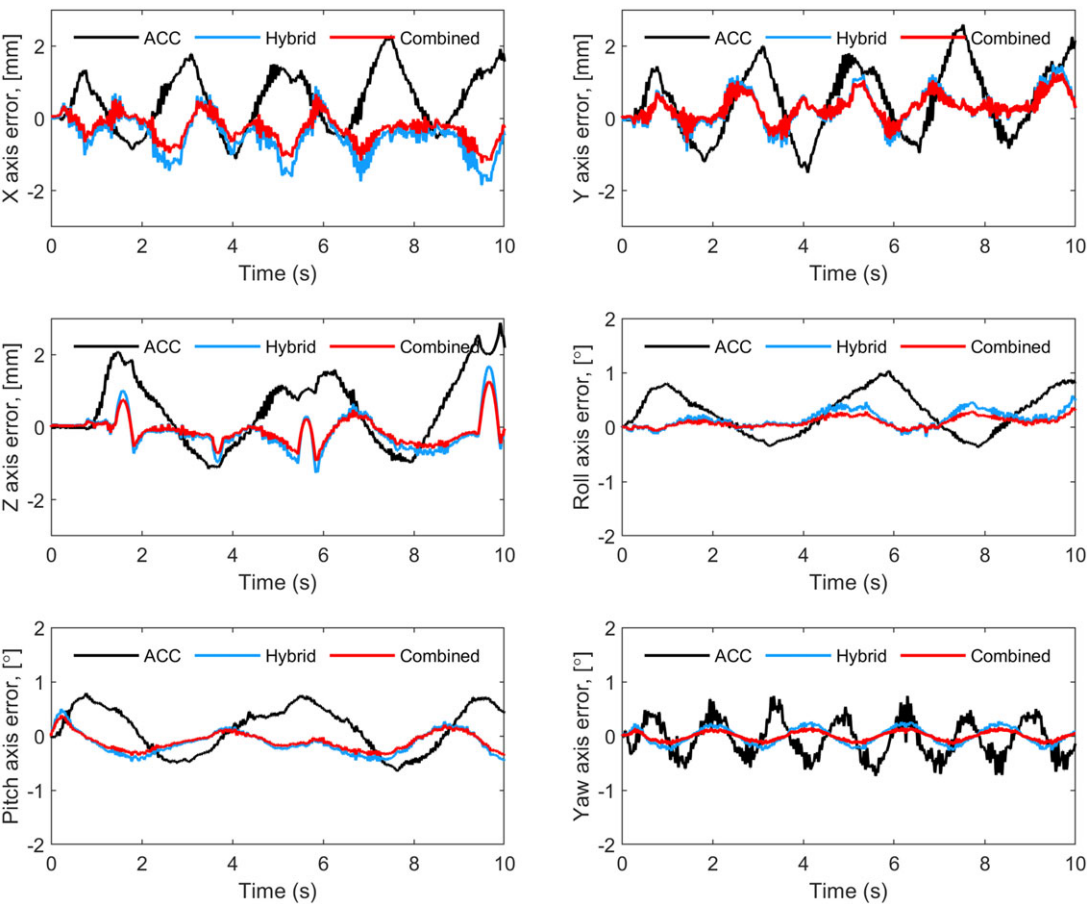 X axis error, [mm]
2
0
-2
ACC Hybrid Combined
0 2 4 6 8 10
Time (s)
Y axis error, [mm]
2
0
-2
ACC Hybrid Combined
0 2 4 6 8 10
Time (s)
Z axis error, [mm]
2
0
-2
ACC Hybrid Combined
0 2 4 6 8 10
Time (s)
Roll axis error, [°]
2
1
0
-1
-2
ACC Hybrid Combined
0 2 4 6 8 10
Time (s)
Pitch axis error, [°]
2
1
0
-1
-2
ACC Hybrid Combined
0 2 4 6 8 10
Time (s)
Yaw axis error, [°]
2
1
0
-1
-2
ACC Hybrid Combined
0 2 4 6 8 10
Time (s)